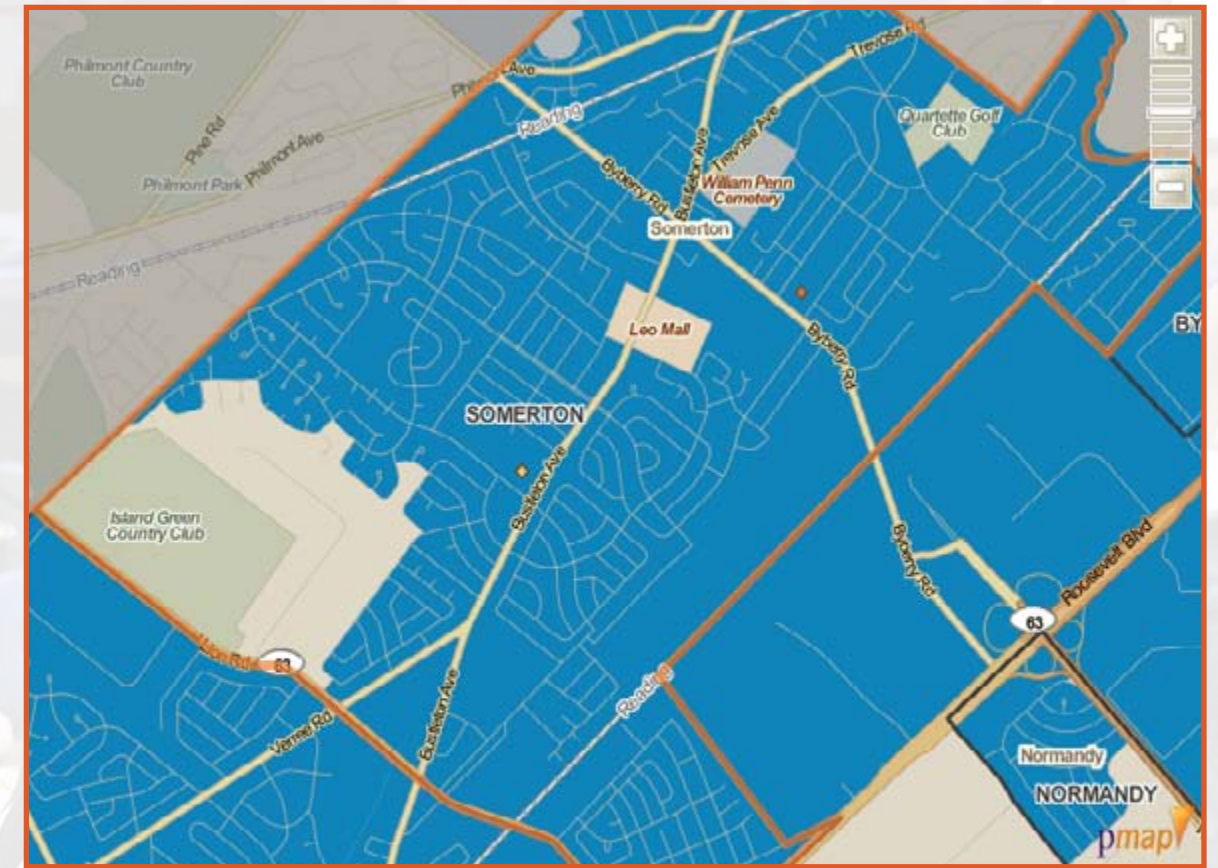 Philmont Country
Club
Philmont Ave
Trevose Rd
Reading
Quartette Golf
Club
Pine Rd
Philmont Ave
Trevose Ave
Bustleton Ave
Byberry Rd
Philmont Park
William Penn
Cemetery
Somerton
Reading
Leo Mall
BY
Byberry Rd
SOMERTON
Bustleton Ave
Island Green
Country Club
Roosevelt Blvd
Byberry Rd
63
63
Reading
Bustleton Ave
Verree Rd
Normandy
NORMANDY
pmap